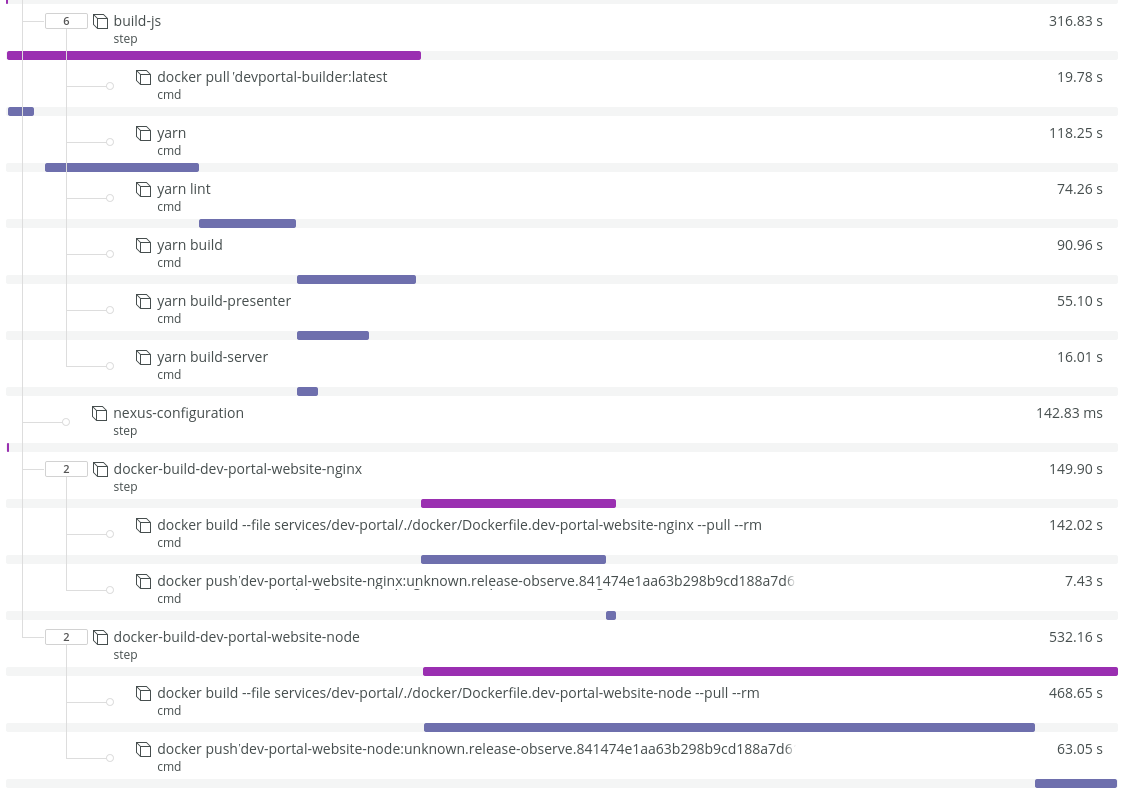 6 build-js 316.83 s
step
docker pull 'devportal-builder:latest 19.78 s
cmd
yarn 118.25 s
cmd
yarn lint 74.26 s
cmd
yarn build 90.96 s
cmd
yarn build-presenter 55.10 s
cmd
yarn build-server 16.01 s
cmd
nexus-configuration 142.83 ms
step
2 docker-build-dev-portal-website-nginx 149.90 s
step
docker build --file services/dev-portal/./docker/Dockerfile.dev-portal-website-nginx --pull --rm 142.02 s
cmd
docker push'dev-portal-website-nginx:unknown.release-observe.841474e1aa63b298b9cd188a7d6 7.43 s
cmd
2 docker-build-dev-portal-website-node 532.16 s
step
docker build --file services/dev-portal/./docker/Dockerfile.dev-portal-website-node --pull --rm 468.65 s
cmd
docker push'dev-portal-website-node:unknown.release-observe.841474e1aa63b298b9cd188a7d6 63.05 s
cmd